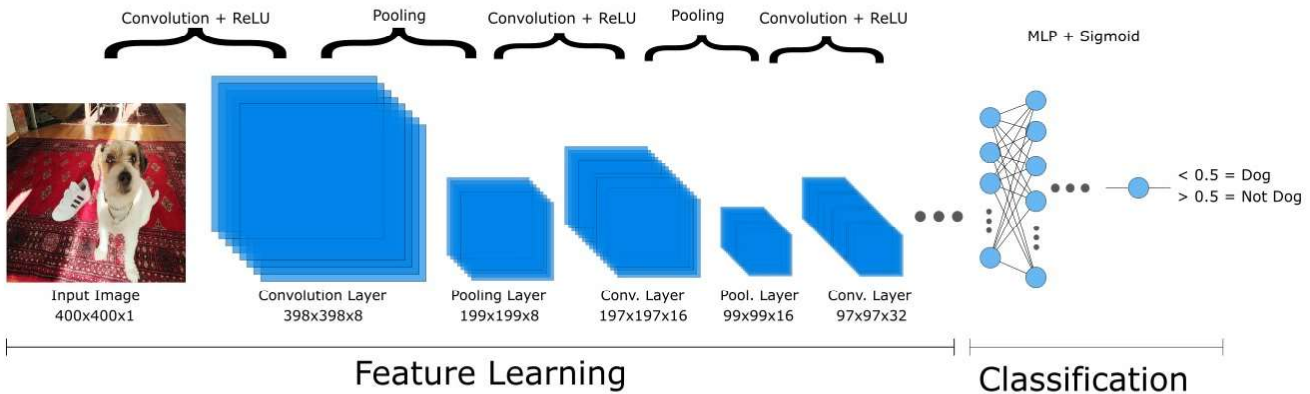 Convolution + ReLU
Pooling
Convolution + ReLU
Pooling
Convolution + ReLU
MLP + Sigmoid
< 0.5 = Dog
> 0.5 = Not Dog
Input Image
400x400x1
Convolution Layer
398x398x8
Pooling Layer
199x199x8
Conv. Layer
197x197x16
Pool. Layer
99x99x16
Conv. Layer
97x97x32
Feature Learning
Classification